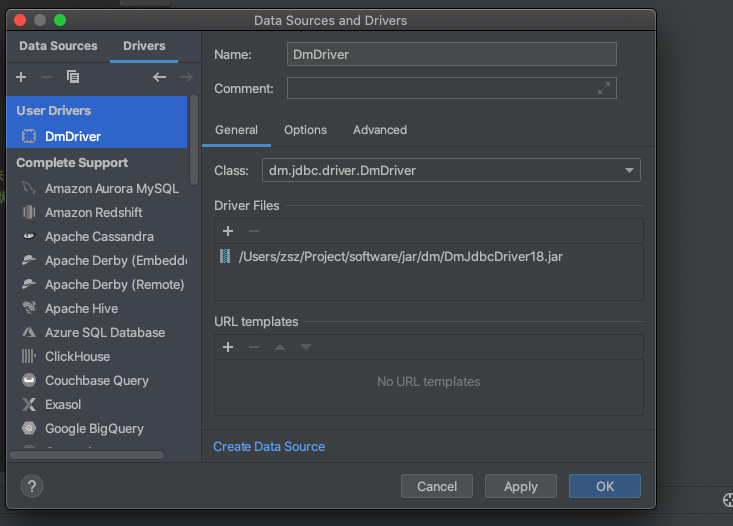 Data Sources and Drivers
Data Sources
Drivers
User Drivers
DmDriver
Complete Support
Amazon Aurora MySQL
Amazon Redshift
Apache Cassandra
Apache Derby (Embedd
Apache Derby (Remote)
Apache Hive
Azure SQL Database
ClickHouse
Couchbase Query
Exasol
Google BigQuery
Name:
DmDriver
Comment:
General
Options
Advanced
Class:
dm.jdbc.driver.DmDriver
Driver Files
/Users/zsz/Project/software/jar/dm/DmJdbcDriver18.jar
URL templates
No URL templates
Create Data Source
?
Cancel
Apply
OK